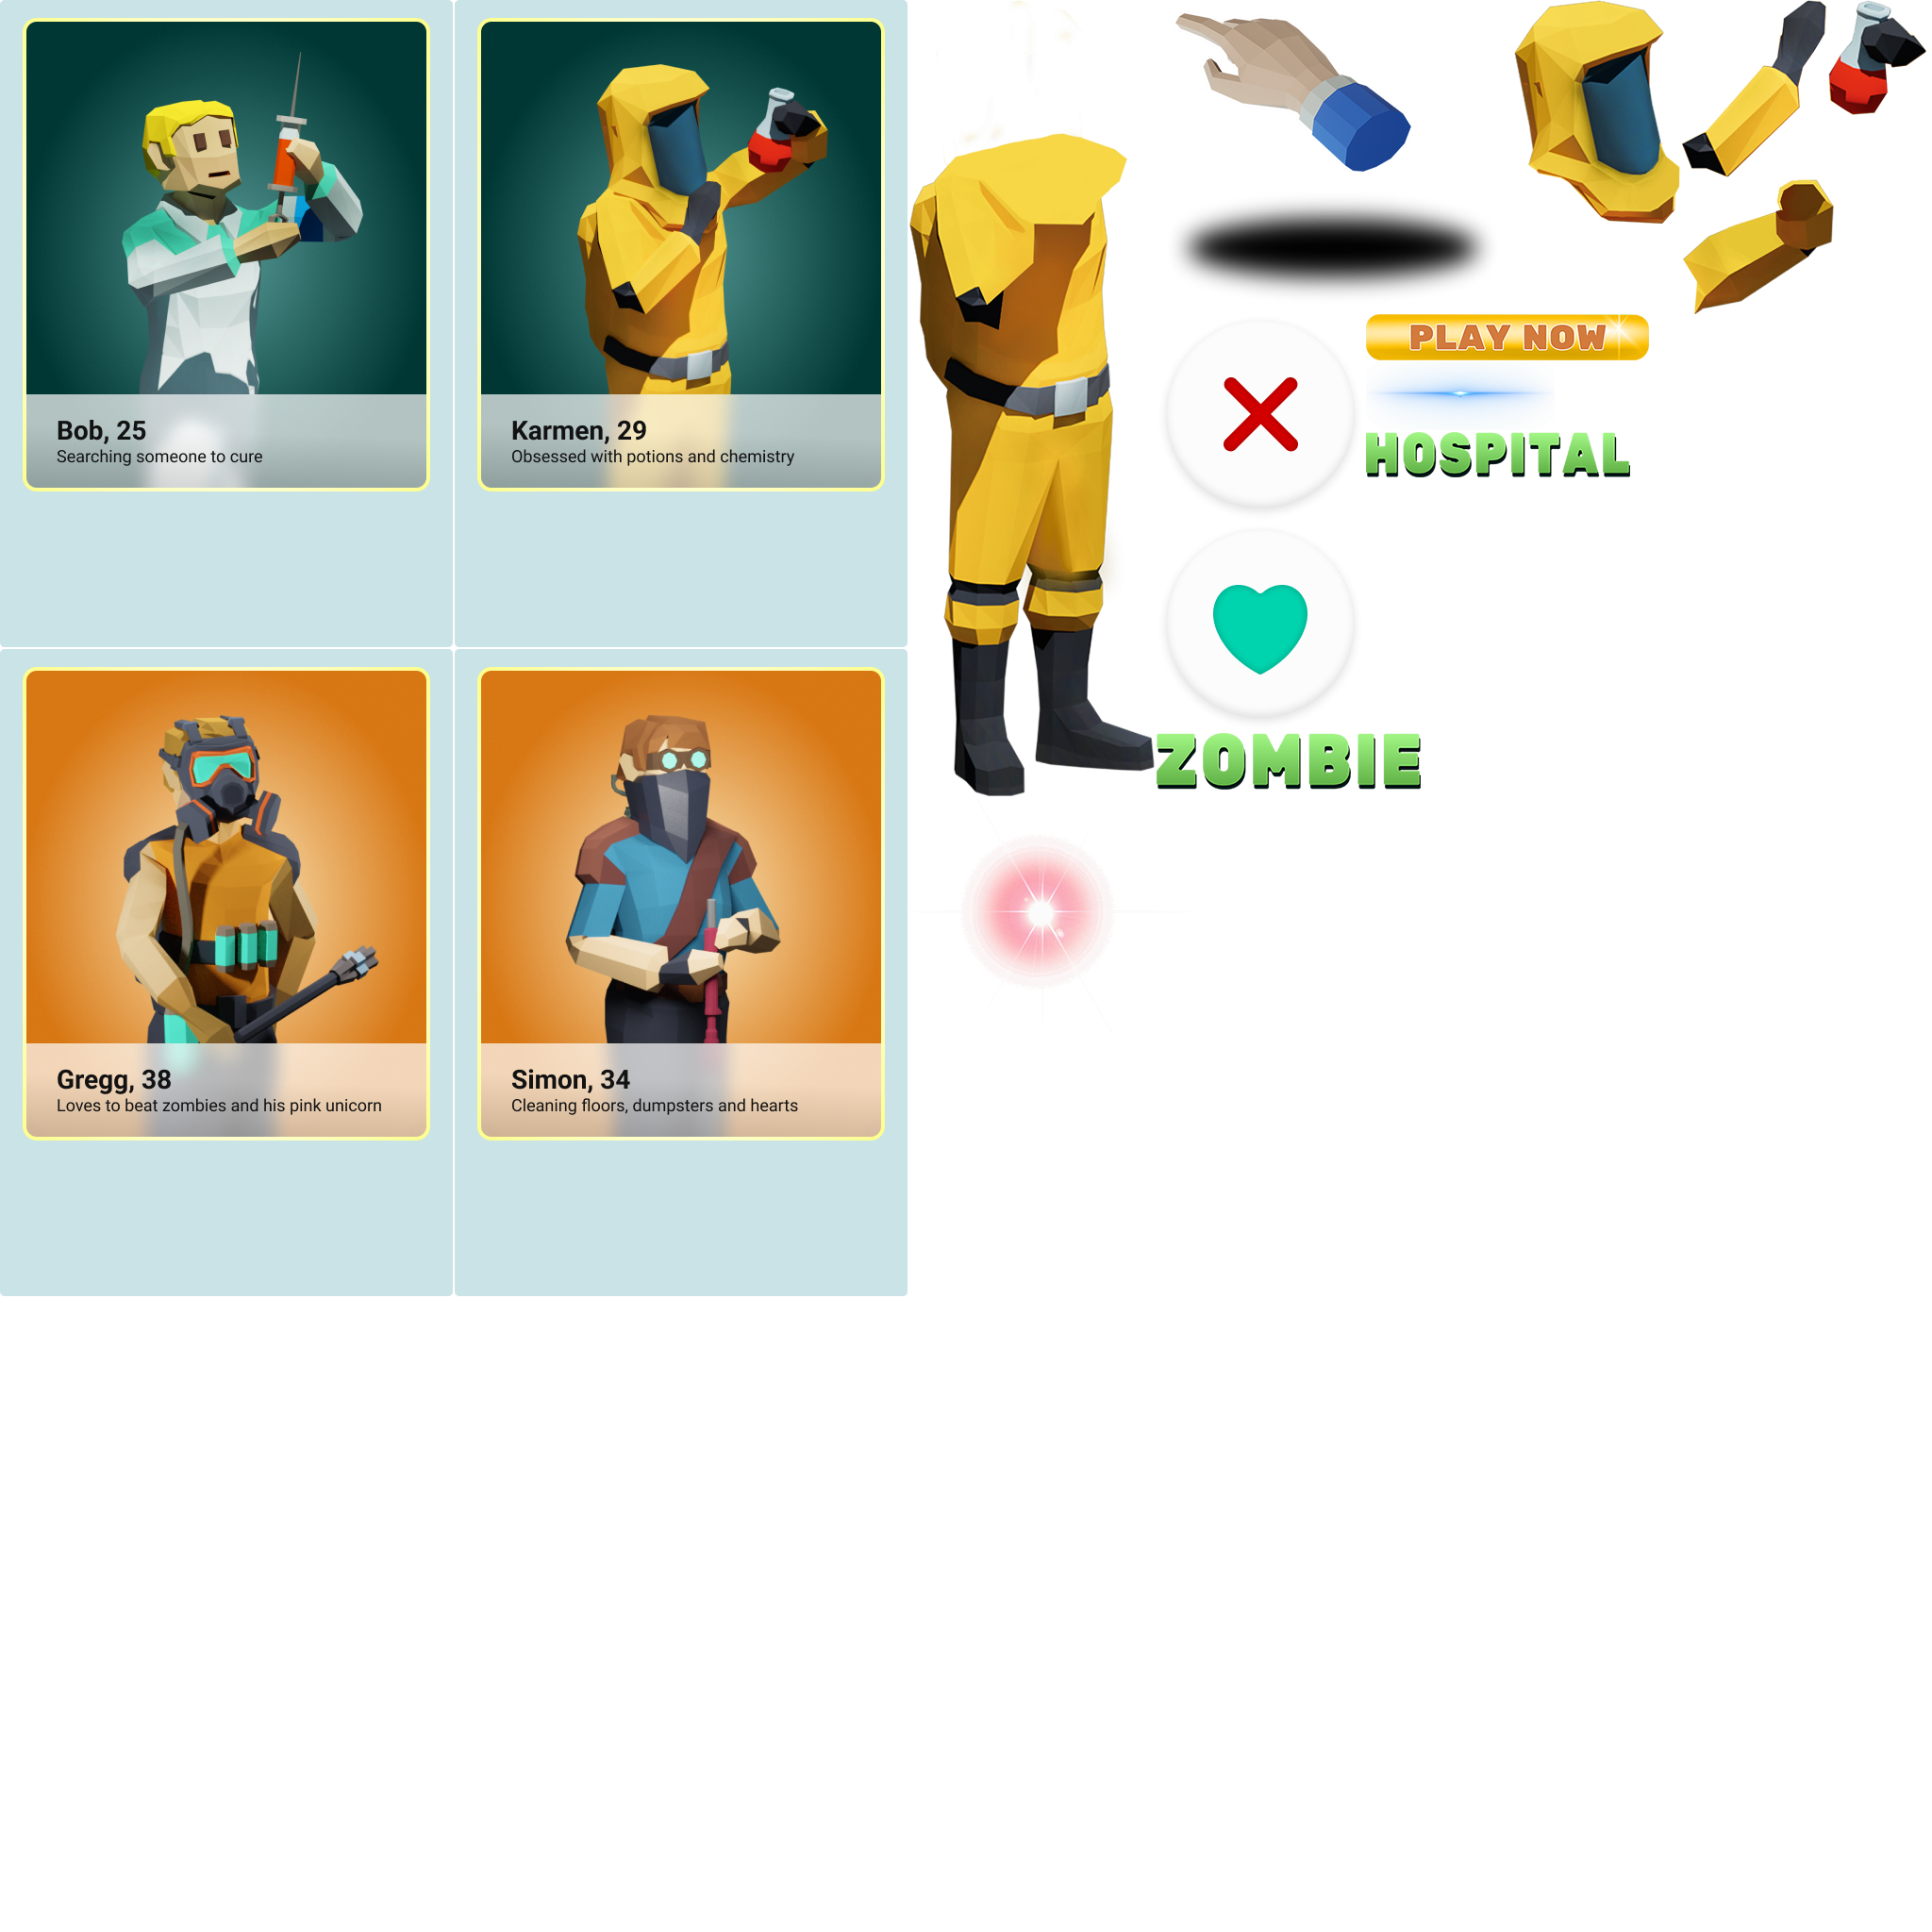 Bob, 25
Searching someone to cure
Karmen, 29
Obsessed with potions and chemistry
PLAY NOW
HOSPITAL
ZOMBIE
Gregg, 38
Loves to beat zombies and his pink unicorn
Simon, 34
Cleaning floors, dumpsters and hearts